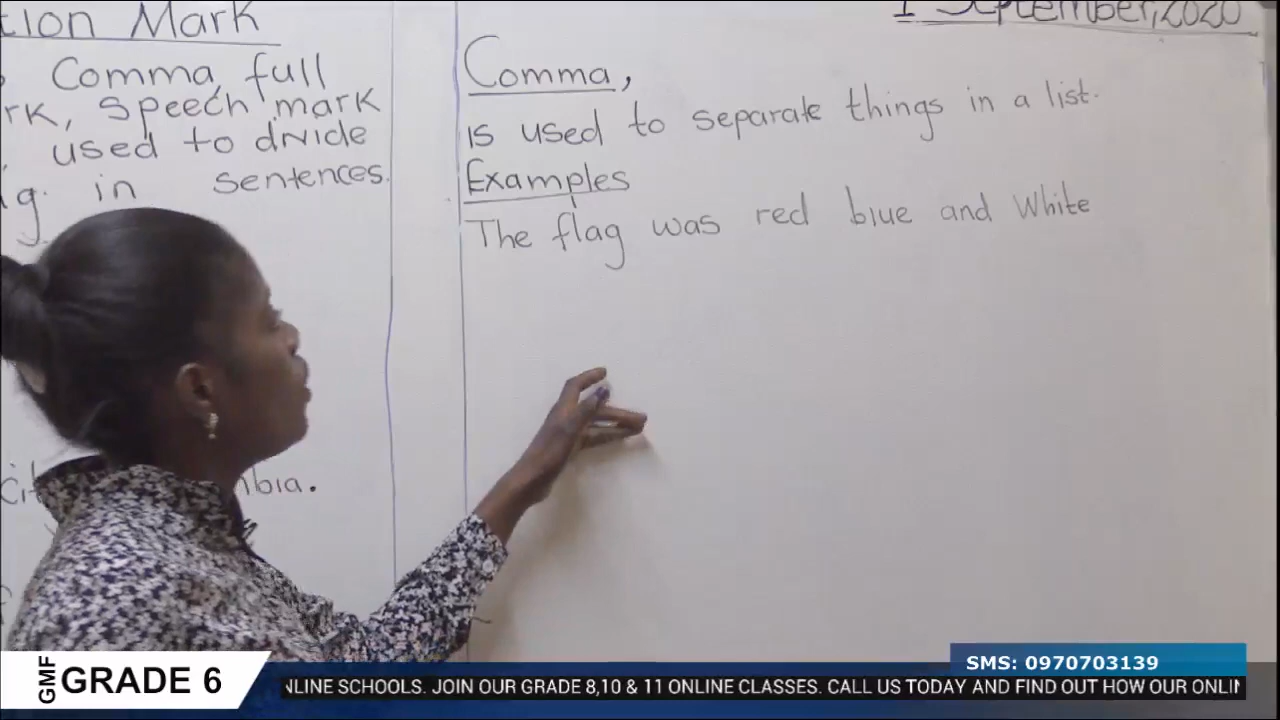 tion Mark
Comma, full
rk, speech mark
used to divide
g. in sentences.
bia.
1 September, 2020
Comma,
is used to separate things in a list.
Examples
The flag was red blue and White
SMS: 0970703139
GMF GRADE 6
NLINE SCHOOLS. JOIN OUR GRADE 8,10 & 11 ONLINE CLASSES. CALL US TODAY AND FIND OUT HOW OUR ONLIN